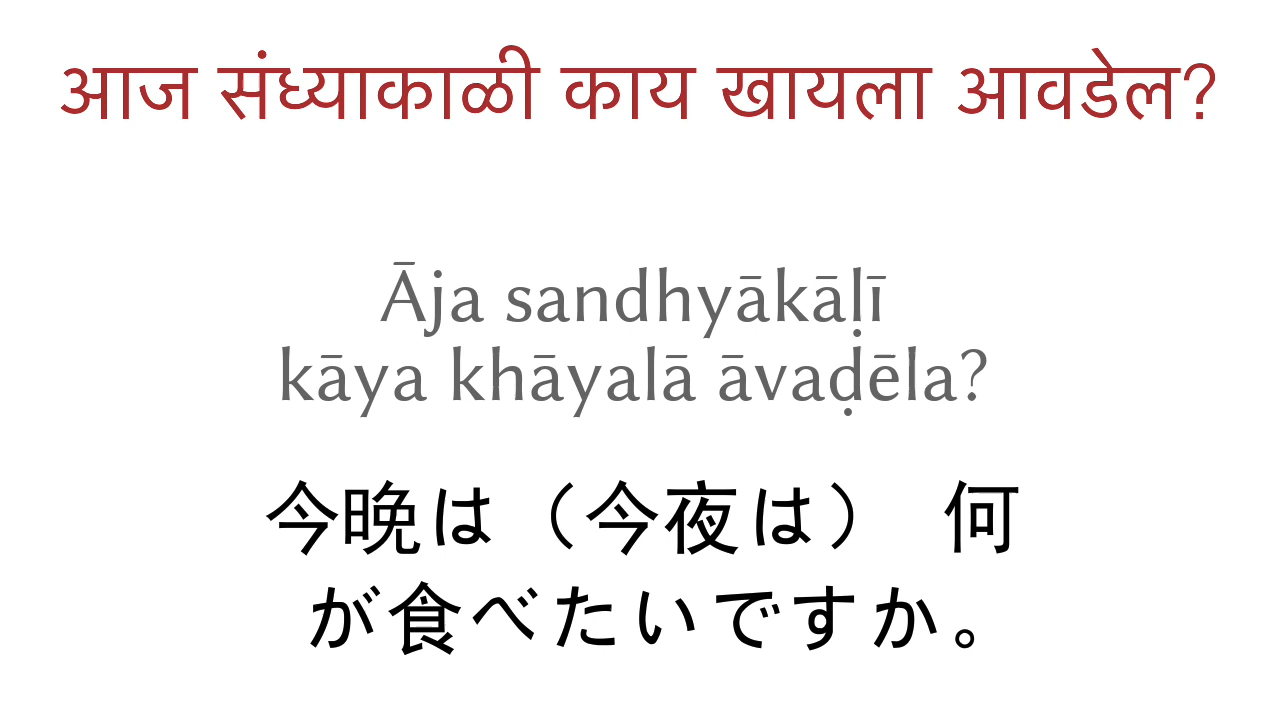 आज संध्याकाळी काय खायला आवडेल?
Āja sandhyākāḷī
kāya khāyalā āvaḍēla?
今晩は（今夜は）　何
が食べたいですか。